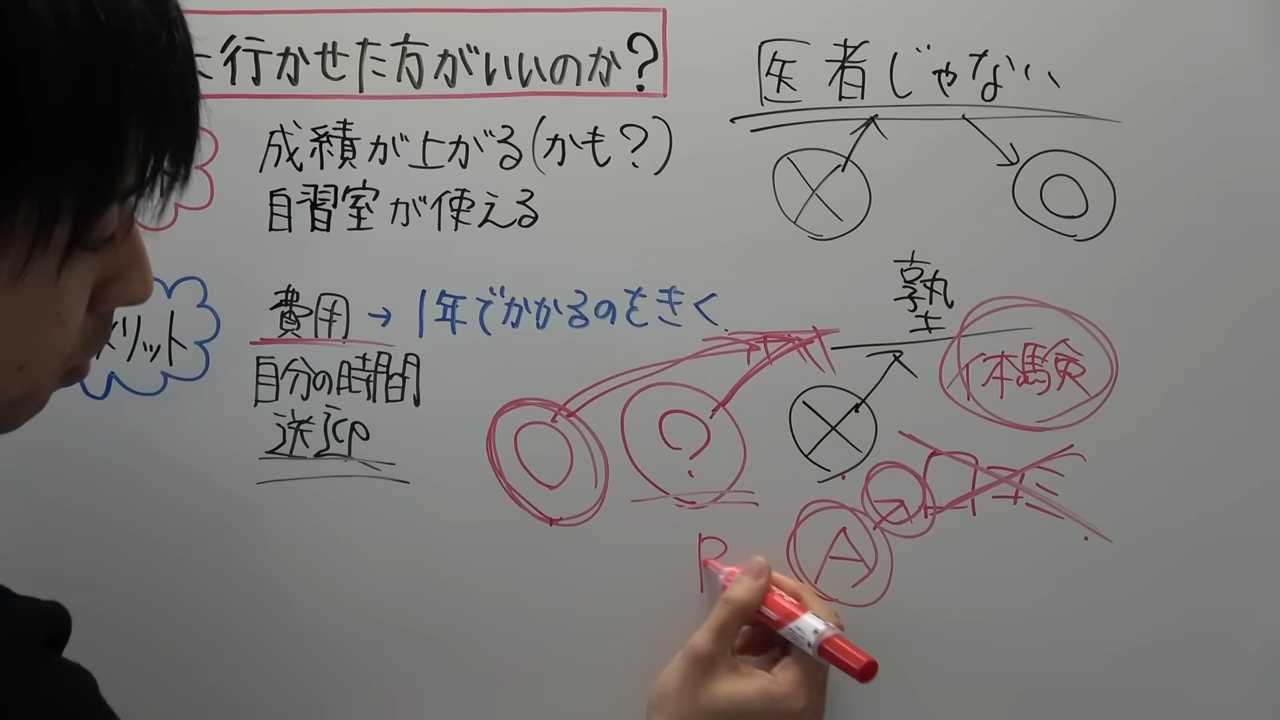 た行かせた方がいいのか?
成績が上がる(かも?)
自習室が使える
メリット
費用→1年でかかるのをきく
自分の時間
送迎
医者じゃない
塾
体験
?
A